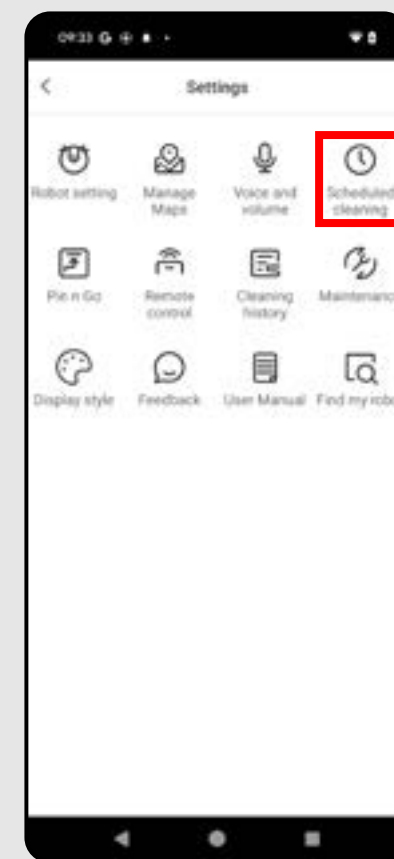 09:33 G
Settings
Robot setting
Manage
Maps
Voice and
volume
Scheduled
cleaning
Pin n Go
Remote
control
Cleaning
history
Maintenanc
Display style
Feedback
User Manual
Find my robo